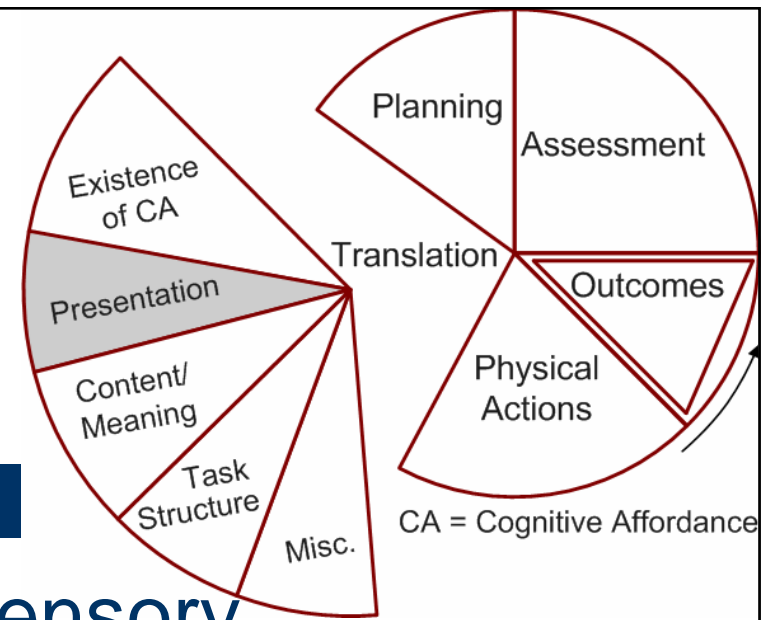 Planning
Assessment
Existence
of CA
Translation
Outcomes
Presentation
Physical
Actions
Content/
Meaning
Task
Structure
CA = Cognitive Affordance
Misc.